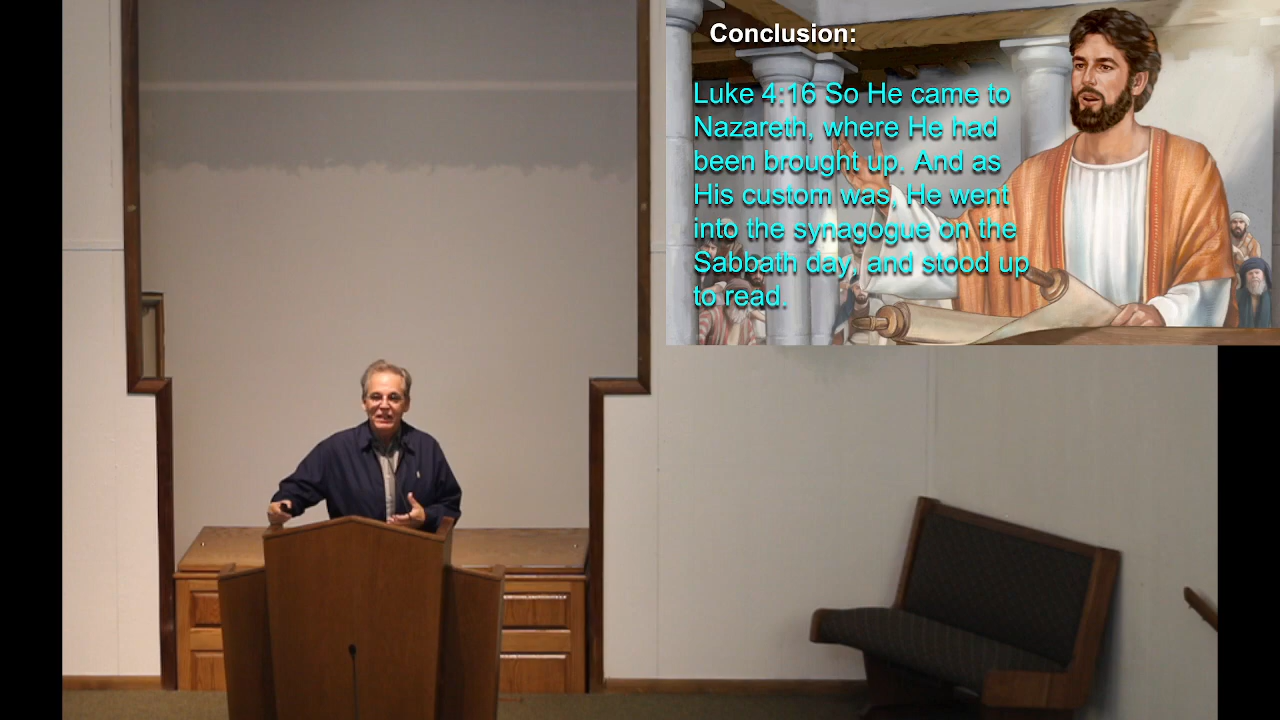 Conclusion:
Luke 4:16 So He came to
Nazareth, where He had
been brought up. And as
His custom was, He went
into the synagogue on the
Sabbath day, and stood up
to read.